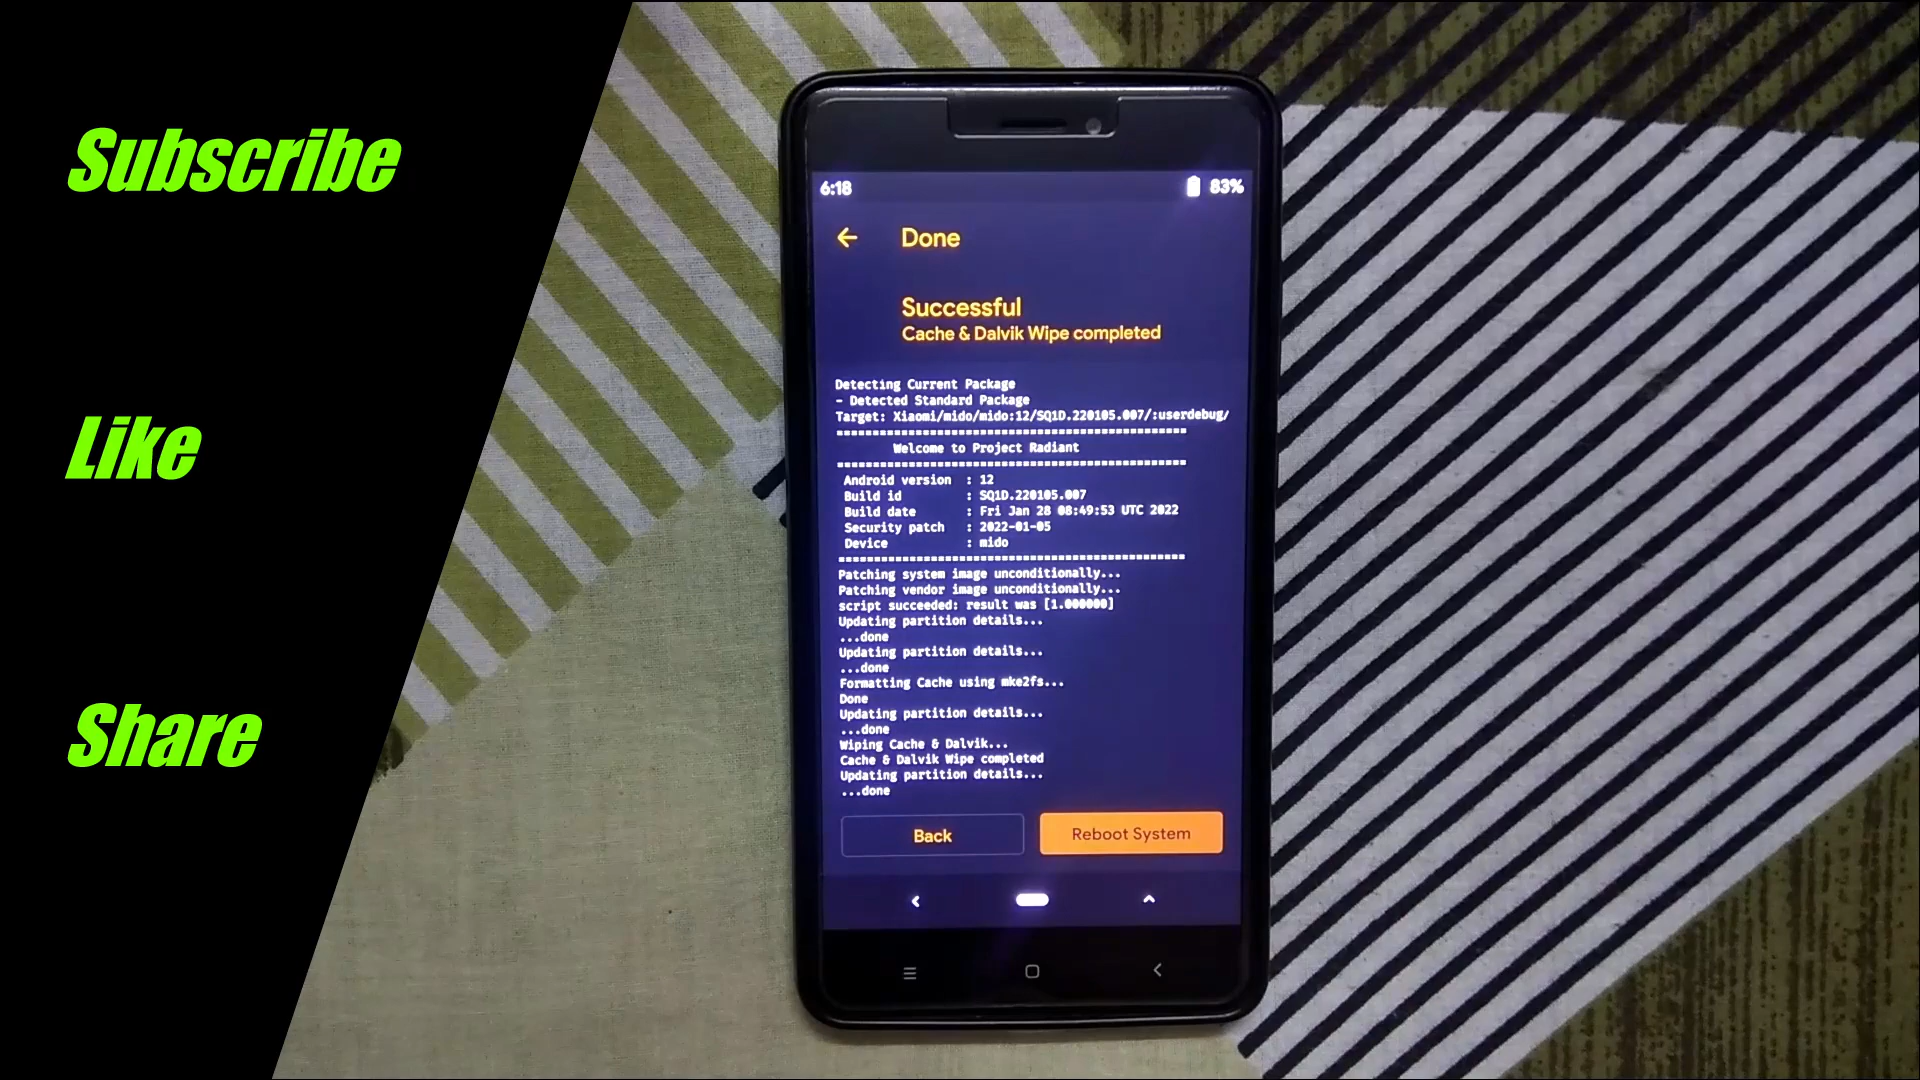 Subscribe
Like
Share
6:18
83%
Done
Successful
Cache & Dalvik Wipe completed
Detecting Current Package
- Detected Standard Package
Target: Xiaomi/mido/mido:12/SQ1D.220105.007/:userdebug/
Welcome to Project Radiant
Android version : 12
Build id : SQ1D.220105.007
Build date : Fri Jan 28 08:49:53 UTC 2022
Security patch : 2022-01-05
Device : mido
Patching system image unconditionally...
Patching vendor image unconditionally...
script succeeded: result was [1.000000]
Updating partition details...
...done
Updating partition details...
...done
Formatting Cache using mke2fs...
Done
Updating partition details...
...done
Wiping Cache & Dalvik...
Cache & Dalvik Wipe completed
Updating partition details...
...done
Back
Reboot System